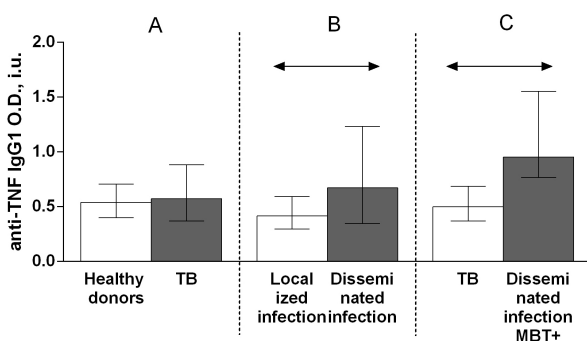 A
B
C
anti-TNF IgG1 O.D., i.u.
2.0
1.5
1.0
0.5
0.0
Healthy
donors
TB
Local
ized
infection
Dissemi
nated
infection
TB
Dissemi
nated
infection
MBT+